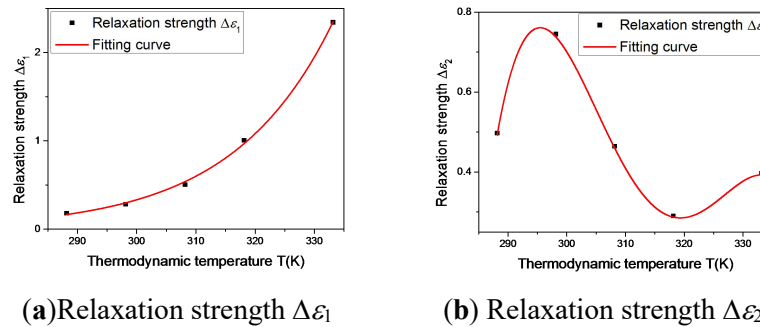 Relaxation strength Δε₁
Fitting curve
Relaxation strength Δε₁
2
1
0
290 300 310 320 330
Thermodynamic temperature T(K)
(a)Relaxation strength Δε₁
Relaxation strength Δε
Fitting curve
Relaxation strength Δε₂
0.8
0.4
290 300 310 320 330
Thermodynamic temperature T(K)
(b) Relaxation strength Δε₂